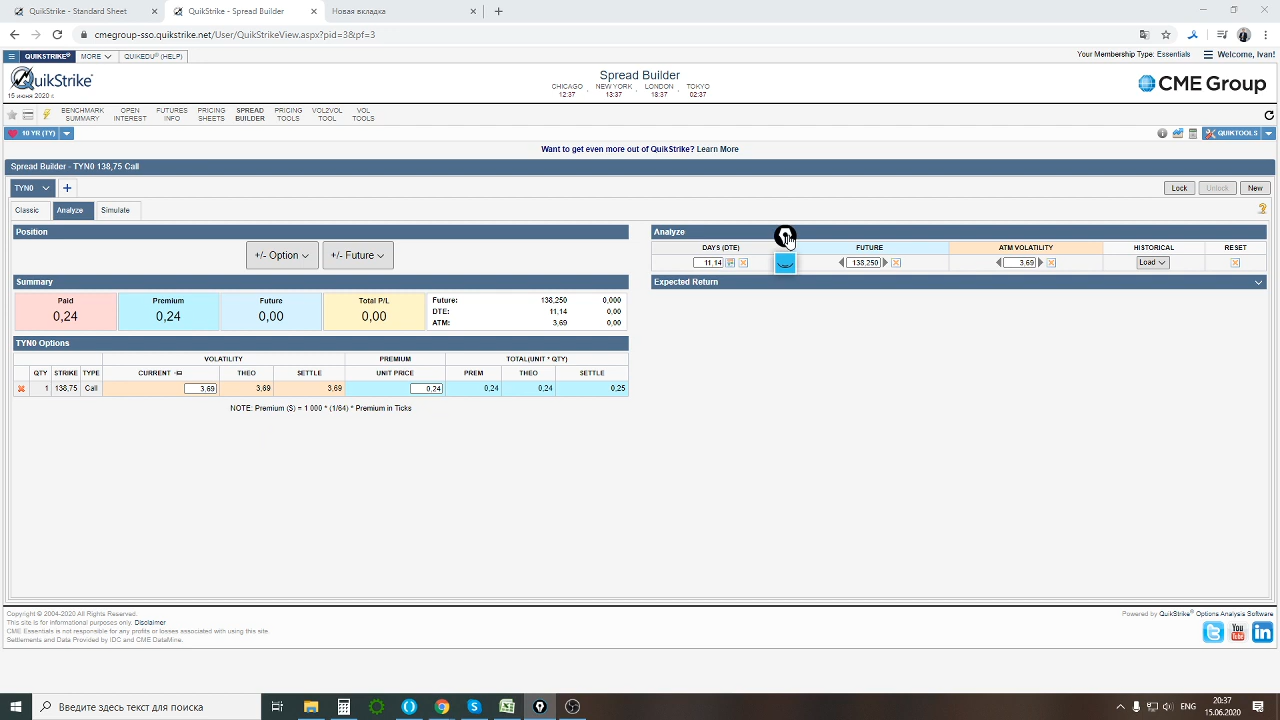 QuikStrike - Standard Sheet
QuikStrike - Spread Builder
Новая вкладка
cmegroup-sso.quikstrike.net/User/QuikStrikeView.aspx?pid=3&pf=3
QUIKSTRIKE® MORE QUIKEDU® (HELP)
Your Membership Type: Essentials Welcome, Ivan!
QuikStrike®
15 июня 2020 г.
Spread Builder
CHICAGO NEW YORK LONDON TOKYO
12:37 13:37 18:37 02:37
CME Group
BENCHMARK SUMMARY
OPEN INTEREST
FUTURES INFO
PRICING SHEETS
SPREAD BUILDER
PRICING TOOLS
VOL2VOL TOOL
VOL TOOLS
10 YR (TY)
QUIKTOOLS
Want to get even more out of QuikStrike? Learn More
Spread Builder - TYN0 138,75 Call
TYN0 +
Lock Unlock New
Classic Analyze Simulate
Position
+/- Option +/- Future
Summary
Paid Premium Future Total P/L
0,24 0,24 0,00 0,00
Future: 138,250 0,000
DTE: 11,14 0,00
ATM: 3,69 0,00
TYN0 Options
VOLATILITY PREMIUM TOTAL(UNIT * QTY)
QTY STRIKE TYPE CURRENT THEO SETTLE UNIT PRICE PREM THEO SETTLE
1 138,75 Call 3,69 3,69 3,69 0,24 0,24 0,24 0,25
NOTE: Premium ($) = 1 000 * (1/64) * Premium in Ticks
Analyze
DAYS (DTE) FUTURE ATM VOLATILITY HISTORICAL RESET
11,14 138,250 3,69 Load
Expected Return
Copyright © 2004-2020 All Rights Reserved.
This site is for informational purposes only. Disclaimer
CME Essentials is not responsible for any profits or losses associated with using this site.
Settlements and Data Provided by IDC and CME DataMine.
Powered by QuikStrike® Options Analysis Software
You Tube
in
Введите здесь текст для поиска
ENG
20:37
15.06.2020